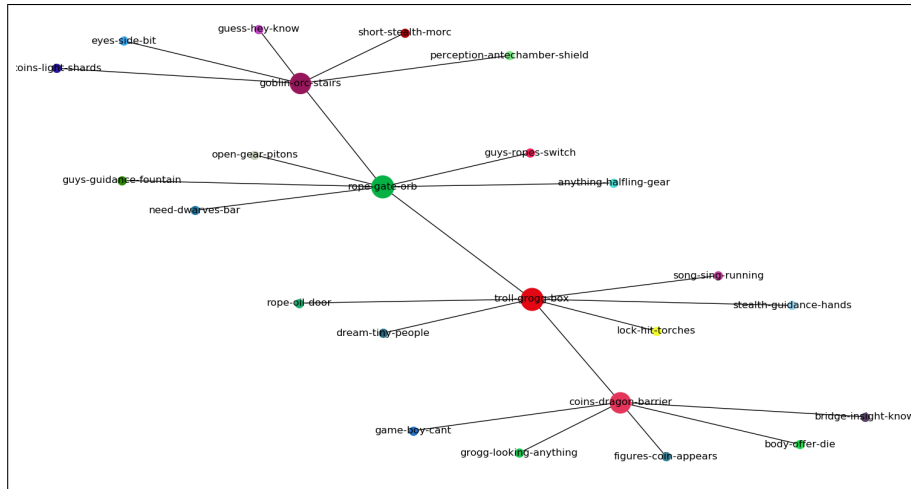 guess-hey-know
short-stealth-morc
eyes-side-bit
perception-antechamber-shield
:oins-light-shards
goblin-orc-stairs
open-gear-pitons
guys-ropes-switch
guys-guidance-fountain
rope-gate-orb
anything-halfling-gear
need-dwarves-bar
song-sing-running
rope-oil-door
troll-grogg-box
stealth-guidance-hands
dream-tiny-people
lock-hit-torches
coins-dragon-barrier
bridge-insight-know
game-boy-cant
grogg-looking-anything
figures-coin-appears
body-offer-die